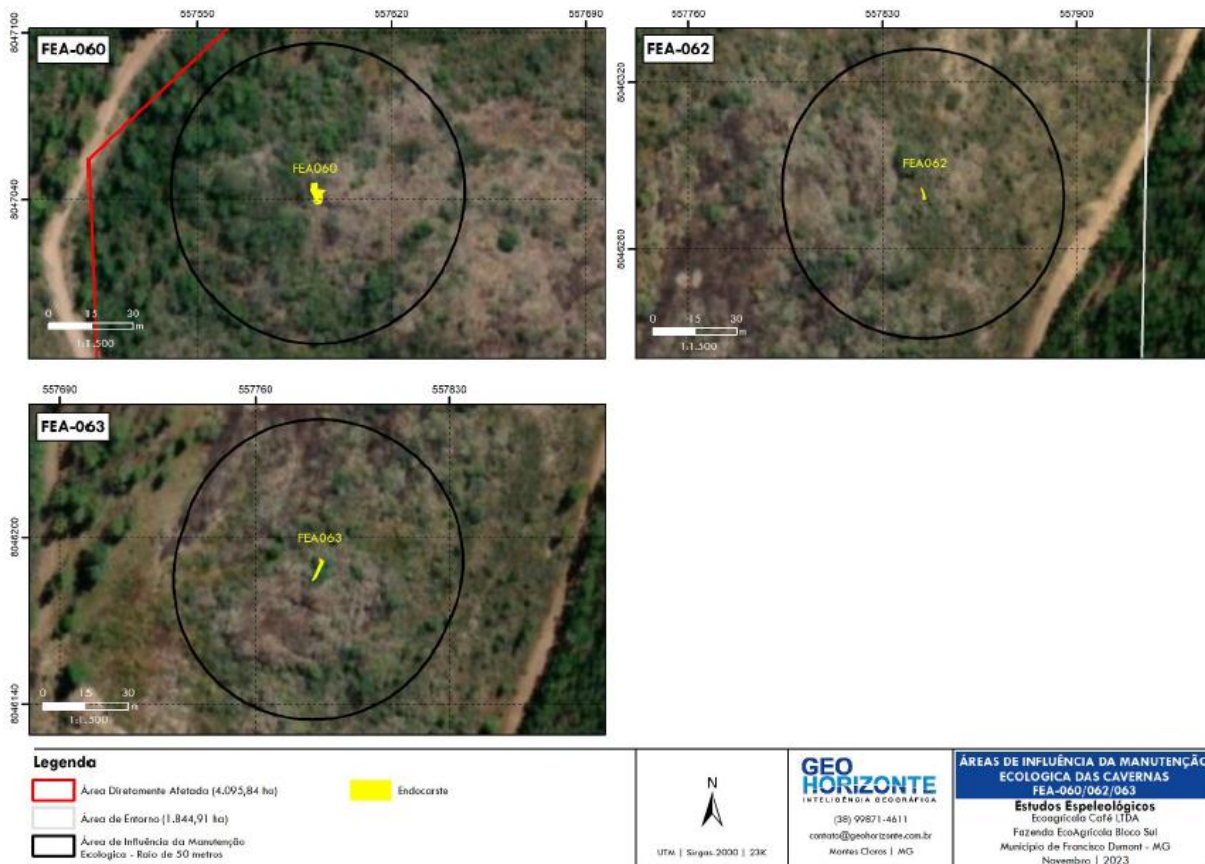 557550 557620 557690
8047100
8047040
FEA-060
FEA060
0 15 30
m
1:1.500
557760 557830 557900
8046320
8046260
FEA-062
FEA062
0 15 30
m
1:1.500
557690 557760 557830
8046200
8046140
FEA-063
FEA063
0 15 30
m
1:1.500
Legenda
Área Diretamente Afetada (4.095,84 ha)
Endocarste
Área de Entorno (1.844,91 ha)
Área de Influência da Manutenção
Ecologica - Raio de 50 metros
N
UTM | Sirgas 2000 | 23K
GEO
HORIZONTE
INTELIGÊNCIA GEOGRÁFICA
(38) 99871-4611
contato@geohorizonte.com.br
Montes Claros | MG
ÁREAS DE INFLUÊNCIA DA MANUTENÇÃO
ECOLOGICA DAS CAVERNAS
FEA-060/062/063
Estudos Espeleológicos
Ecoagrícola Café LTDA
Fazenda EcoAgrícola Bloco Sul
Município de Francisco Dumont - MG
Novembro | 2023